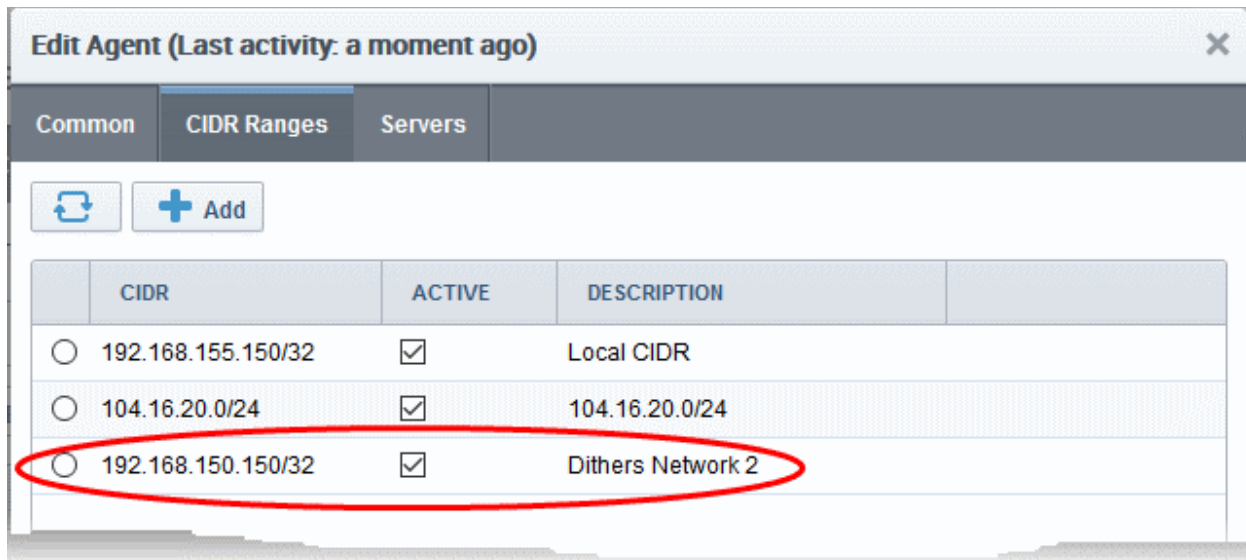 Edit Agent (Last activity: a moment ago)
Common CIDR Ranges Servers
Add
CIDR ACTIVE DESCRIPTION
192.168.155.150/32 Local CIDR
104.16.20.0/24 104.16.20.0/24
192.168.150.150/32 Dithers Network 2